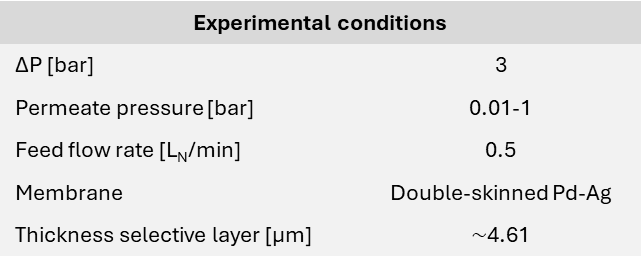 Experimental conditions
ΔP [bar] 3
Permeate pressure [bar] 0.01-1
Feed flow rate [LN/min] 0.5
Membrane Double-skinned Pd-Ag
Thickness selective layer [μm] ~4.61